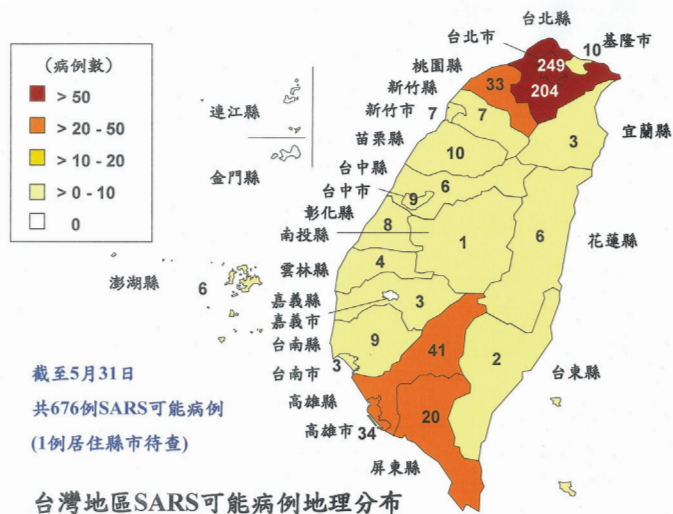 台北縣
台北市
基隆市
10
249
桃園縣
33
204
新竹縣
新竹市
7
7
苗栗縣
宜蘭縣
3
10
台中縣
6
台中市
9
彰化縣
8
南投縣
1
6
花蓮縣
雲林縣
4
嘉義縣
3
嘉義市
台南縣
9
41
2
3
台南市
台東縣
高雄縣
20
高雄市
34
屏東縣
(病例數)
> 50
> 20 - 50
> 10 - 20
> 0 - 10
0
連江縣
金門縣
澎湖縣
6
截至5月31日
共676例SARS可能病例
(1例居住縣市待查)
台灣地區SARS可能病例地理分布